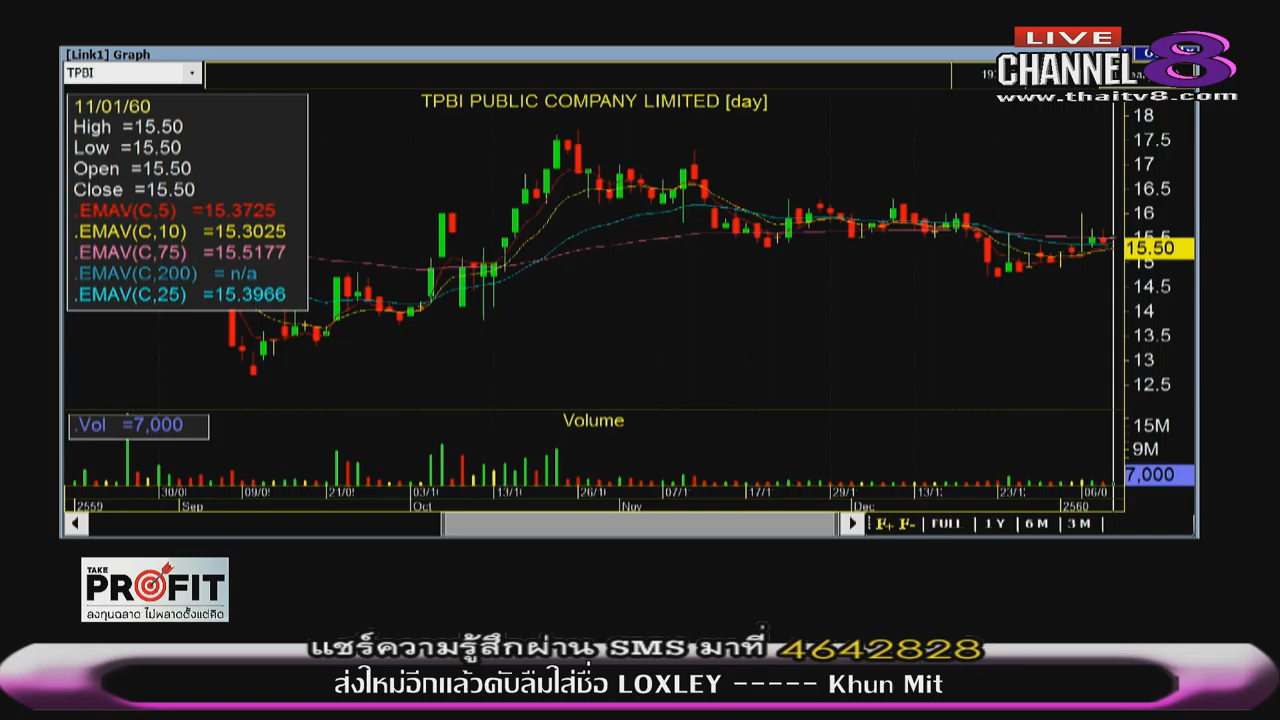 LIVE
CHANNEL 8
www.thaitv8.com
[Link1] Graph
TPBI
TPBI PUBLIC COMPANY LIMITED [day]
11/01/60
High =15.50
Low =15.50
Open =15.50
Close =15.50
.EMAV(C,5) =15.3725
.EMAV(C,10) =15.3025
.EMAV(C,75) =15.5177
.EMAV(C,200) = n/a
.EMAV(C,25) =15.3966
18
17.5
17
16.5
16
15.5
15.50
15
14.5
14
13.5
13
12.5
.Vol =7,000
Volume
15M
9M
7,000
30/0 09/0 21/0 03/1 13/1 26/1 07/1 17/1 29/1 13/1 23/1 06/0
2559 Sep Oct Nov Dec 2560
F+ F- FULL 1 Y 6 M 3 M
TAKE
PROFIT
ลงทุนฉลาด ไม่พลาดตั้งแต่คิด
แชร์ความรู้สึกผ่าน SMS มาที่ 4642828
ส่งใหม่อีกแล้วดับลืมใส่ชื่อ LOXLEY ----- Khun Mit